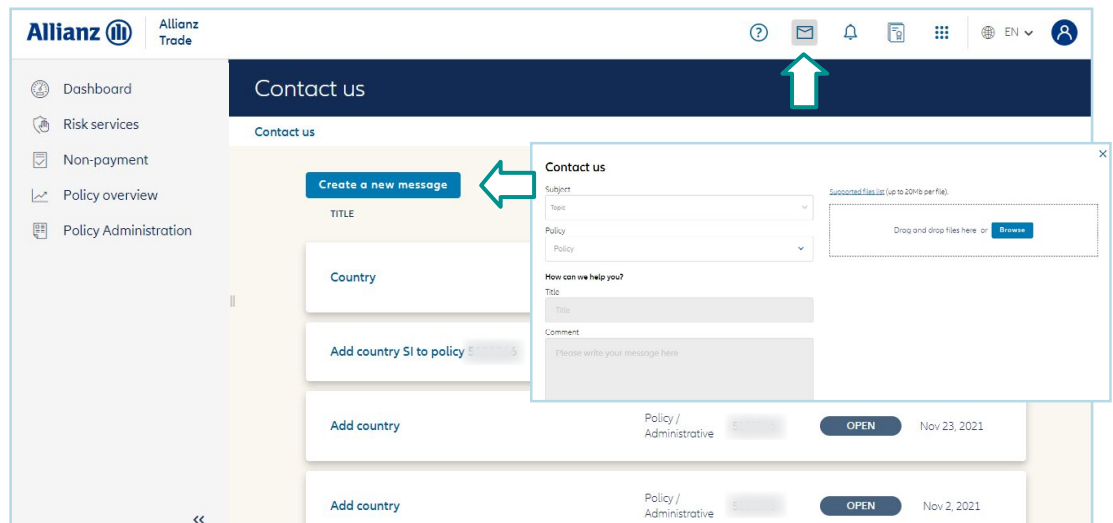 Allianz
Allianz
Trade
EN
Dashboard
Risk services
Non-payment
Policy overview
Policy Administration
Contact us
Contact us
Create a new message
TITLE
Country
Add country SI to policy
Add country
Policy /
Administrative
OPEN
Nov 23, 2021
Add country
Policy /
Administrative
OPEN
Nov 2, 2021
Contact us
Subject
Topic
Policy
Policy
How can we help you?
Title
Title
Comment
Please write your message here
Supported files list (up to 20Mb per file).
Drag and drop files here or Browse